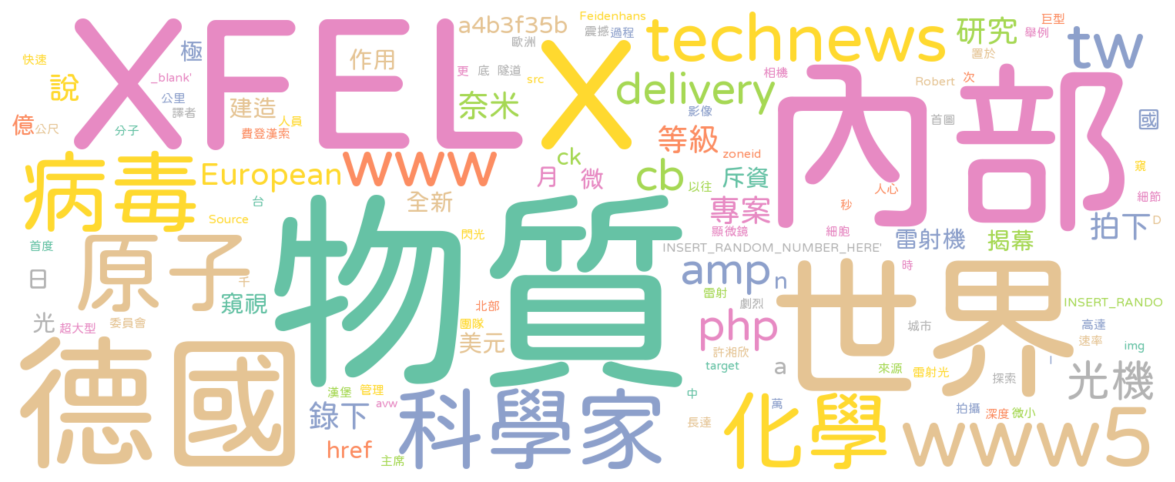 XFEL
X
technews
內部
tw
a4b3f35b
Feidenhans
歐洲
震撼
過程
巨型
舉例
研究
置於
快速
_blank'
極
作用
更
底
隧道
src
delivery
相機
Robert
次
說
公里
譯者
建造
人員
費登漢索
奈米
影像
首圖
國
億
公尺
分子
等級
zoneid
病毒
European
www
ck
月
微
cb
以往
斥資
人心
窺
細節
全新
專案
顯微鏡
秒
細胞
D
拍下
台
Source
閃光
物質
雷射機
揭幕
首度
原子
INSERT_RANDOM_NUMBER_HERE'
日
千
窺視
amp
n
世界
時
雷射
劇烈
INSERT_RANDO
北部
光
超大型
委員會
團隊
美元
php
許湘欣
城市
高達
速率
img
德國
target
a
來源
雷射光
探索
l
光機
漢堡
管理
avw
科學家
中
長達
化學
萬
拍攝
深度
微小
錄下
href
主席
www5